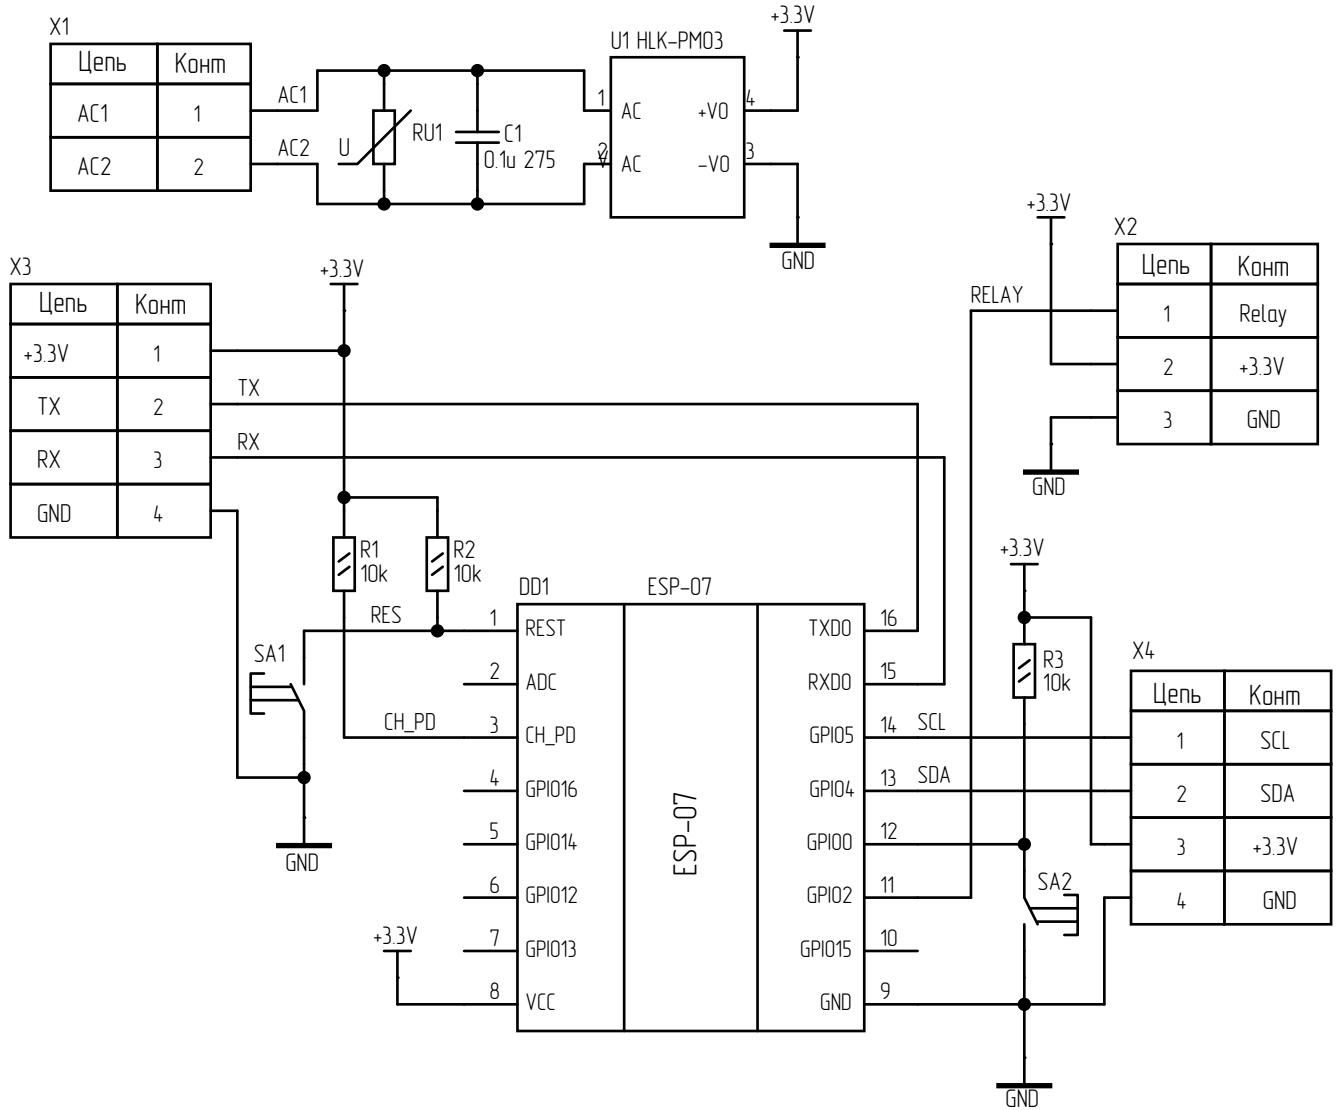 X1
Цепь Конт
AC1 1
AC2 2
AC1
AC2
U
RU1
C1
0.1u 275
V
U1 HLK-PM03
1 AC
2 AC
+V0 4
-V0 3
+3.3V
GND
X3
Цепь Конт
+3.3V 1
TX 2
RX 3
GND 4
+3.3V
TX
RX
+3.3V
X2
Цепь Конт
1 Relay
2 +3.3V
3 GND
RELAY
GND
R1
10k
R2
10k
RES
SA1
CH_PD
GND
+3.3V
DD1 ESP-07
ESP-07
1 REST
2 ADC
3 CH_PD
4 GPIO16
5 GPIO14
6 GPIO12
7 GPIO13
8 VCC
TXD0 16
RXD0 15
GPIO5 14 SCL
GPIO4 13 SDA
GPIO0 12
GPIO2 11
GPIO15 10
GND 9
+3.3V
R3
10k
SA2
GND
X4
Цепь Конт
1 SCL
2 SDA
3 +3.3V
4 GND